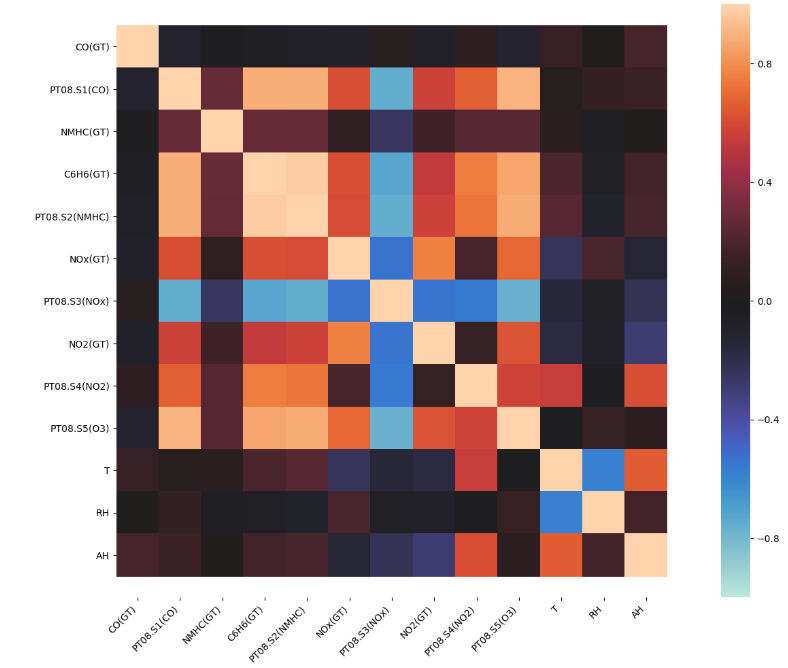 CO(GT)
PT08.S1(CO)
NMHC(GT)
C6H6(GT)
PT08.S2(NMHC)
NOx(GT)
PT08.S3(NOx)
NO2(GT)
PT08.S4(NO2)
PT08.S5(O3)
T
RH
AH
CO(GT)
PT08.S1(CO)
NMHC(GT)
C6H6(GT)
PT08.S2(NMHC)
NOx(GT)
PT08.S3(NOx)
NO2(GT)
PT08.S4(NO2)
PT08.S5(O3)
T
RH
AH
0.8
0.4
0.0
−0.4
−0.8